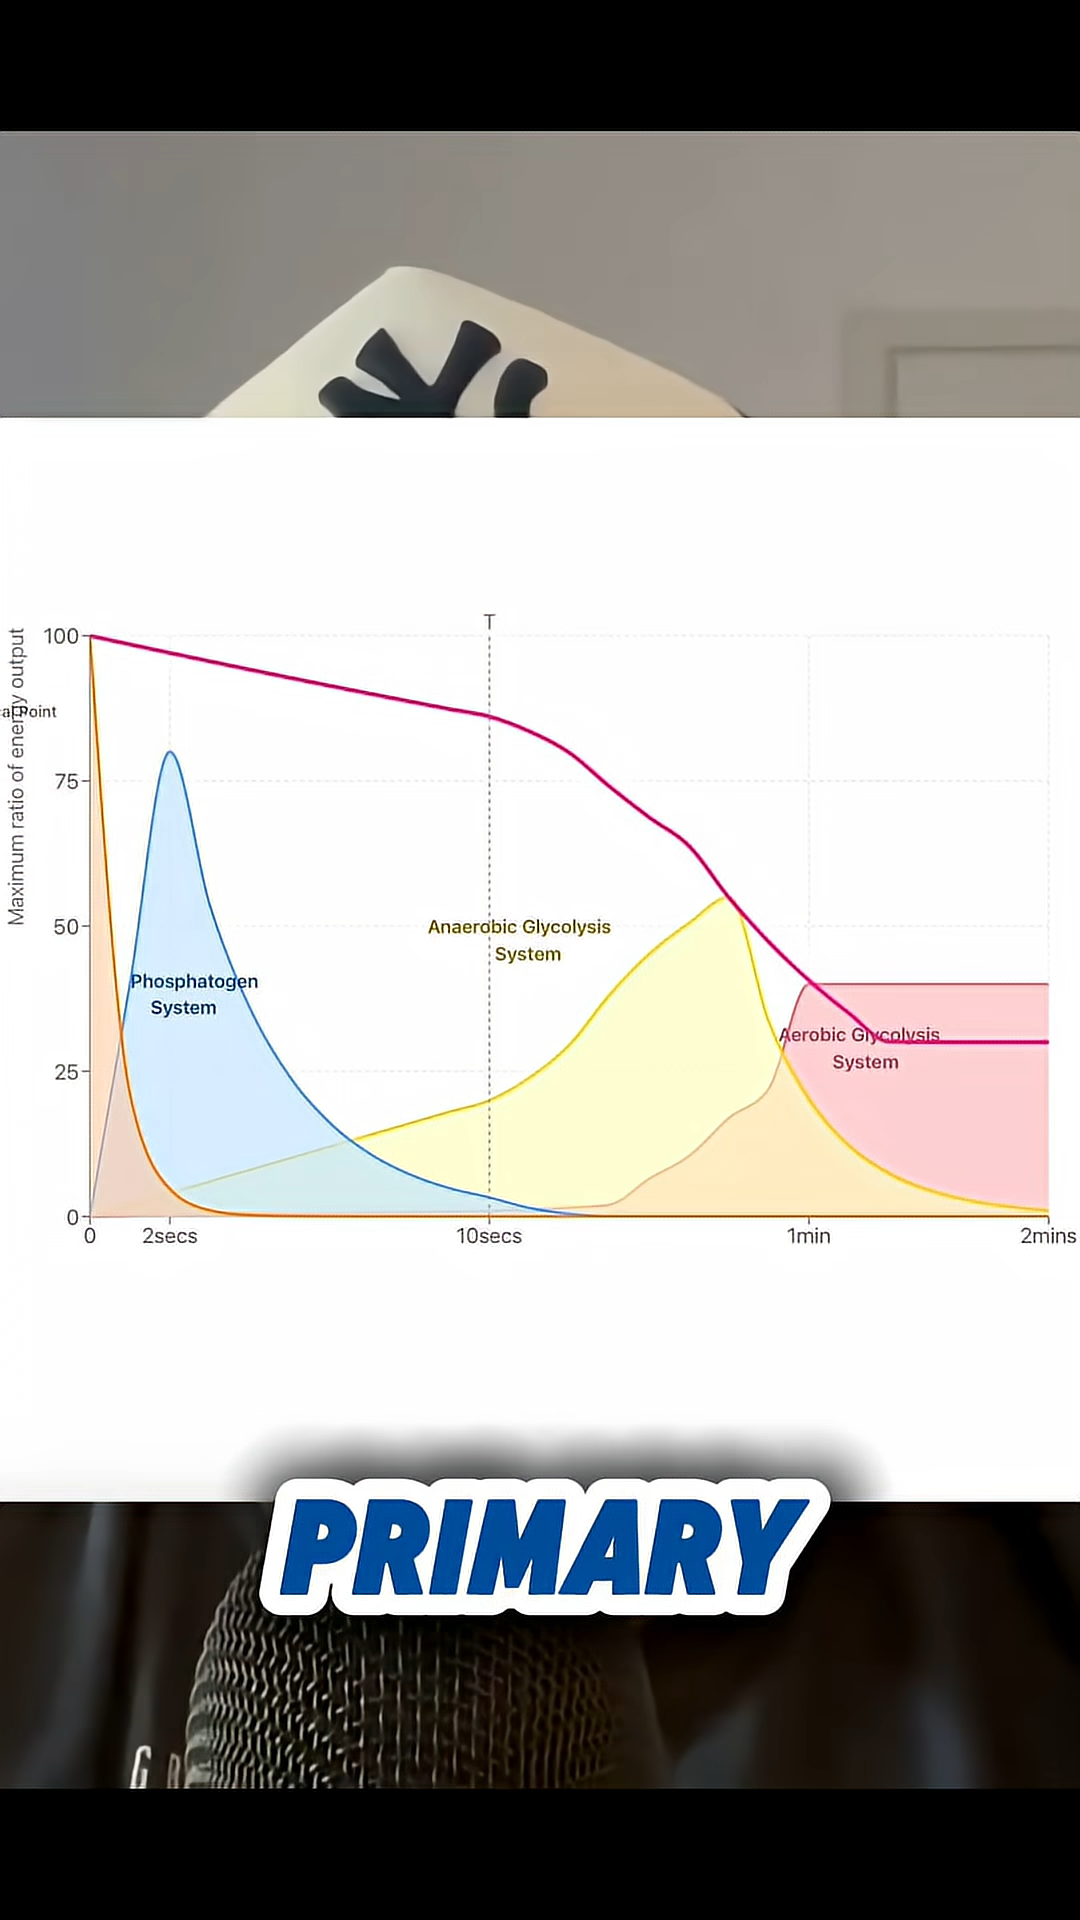 T
Maximum ratio of energy output
100
al Point
75
50
25
0
Phosphatogen
System
Anaerobic Glycolysis
System
Aerobic Glycolysis
System
0 2secs 10secs 1min 2mins
PRIMARY
G